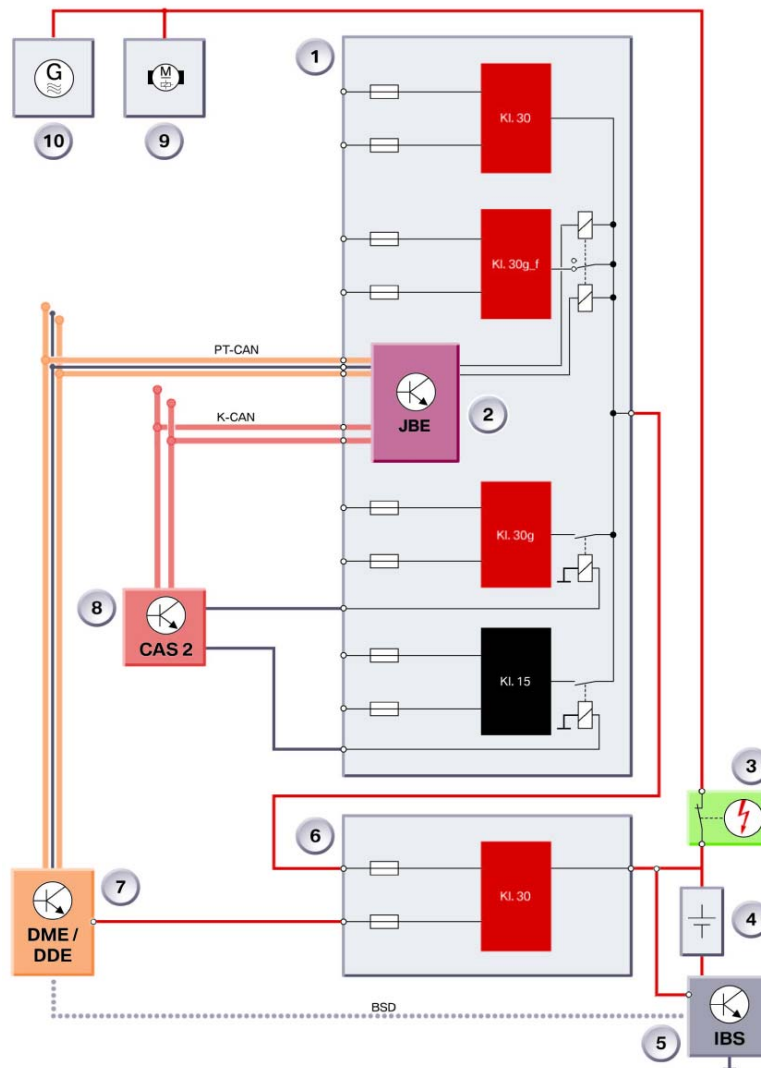 1
G
M
10
9
Kl. 30
Kl. 30g_f
PT-CAN
K-CAN
JBE
2
Kl. 30g
8
CAS 2
Kl. 15
3
6
7
Kl. 30
4
DME /
DDE
BSD
5
IBS